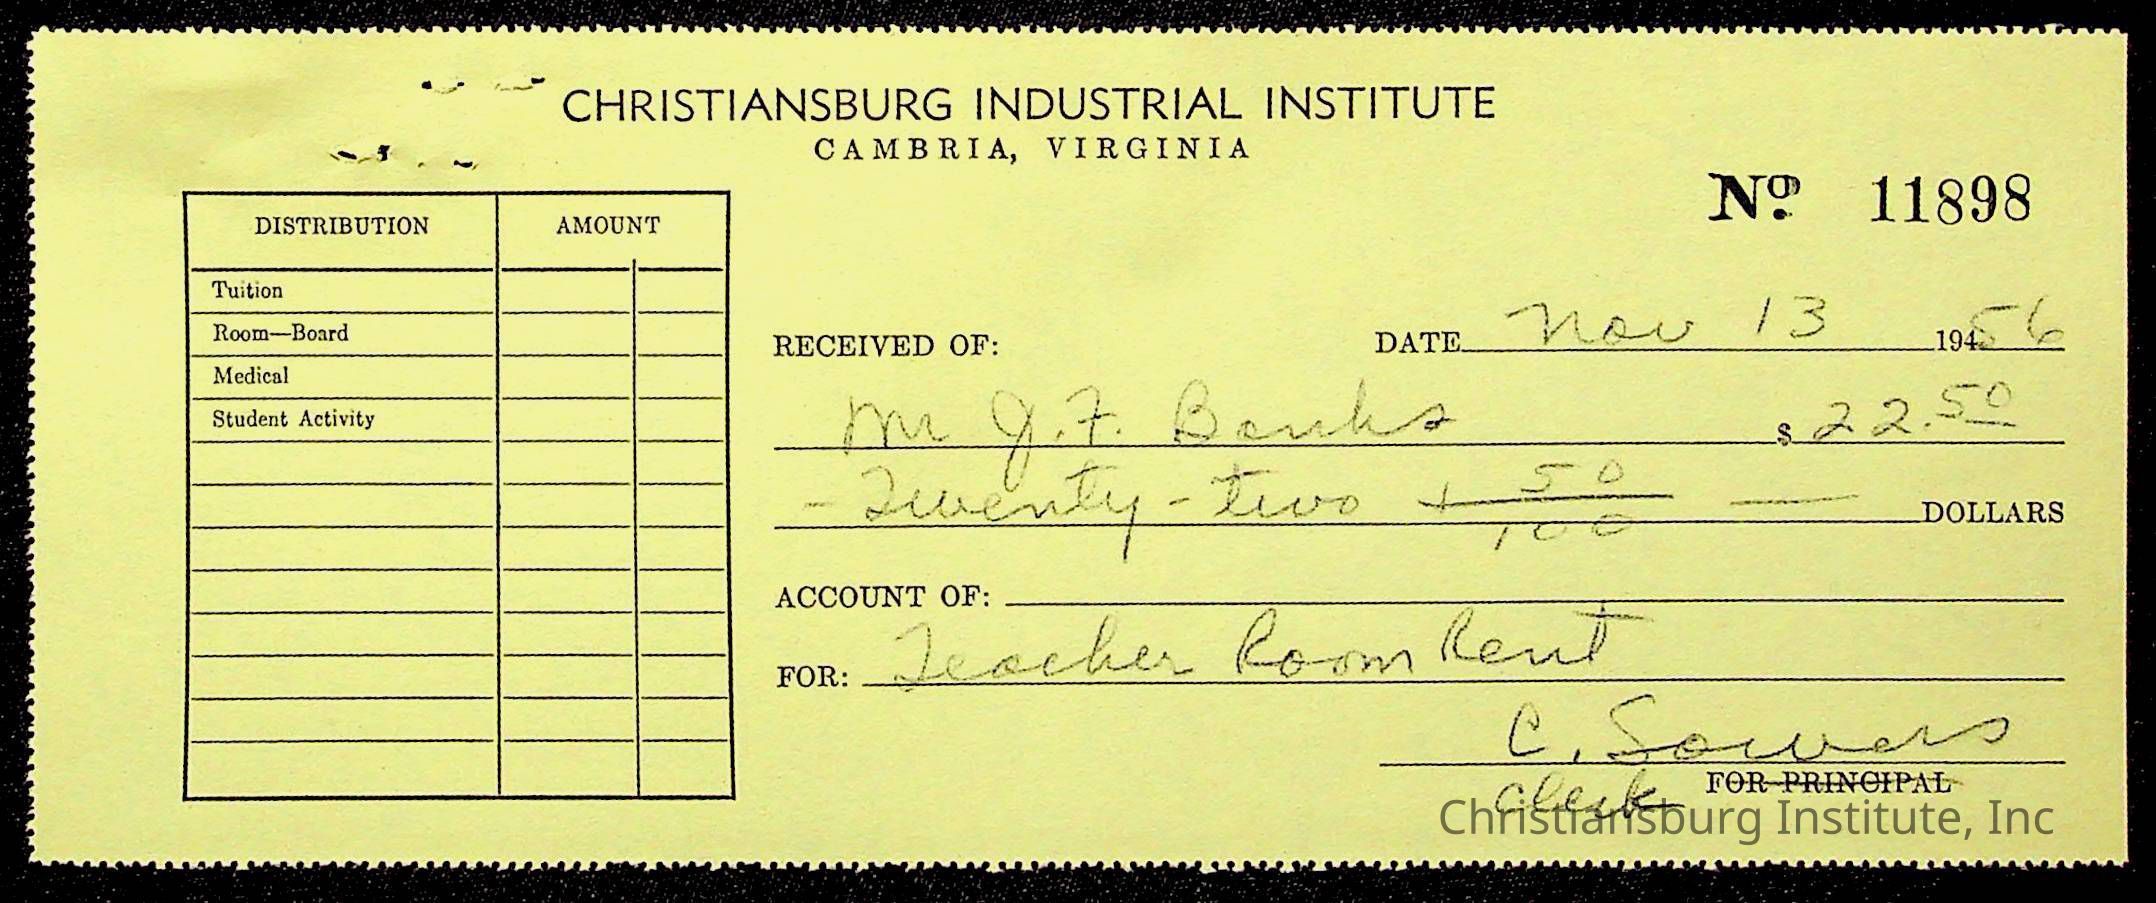 CHRISTIANSBURG INDUSTRIAL INSTITUTE
CAMBRIA, VIRGINIA
Nº. 11898
DISTRIBUTION AMOUNT
Tuition
Room—Board
Medical
Student Activity
RECEIVED OF: DATE Nov 13 19456
Mr J. F. Banks $ 22.50
- Twenty-two + 50/100 — DOLLARS
ACCOUNT OF:
FOR: Teacher Room Rent
C. Sowers
Clerk FOR PRINCIPAL
Christiansburg Institute, Inc